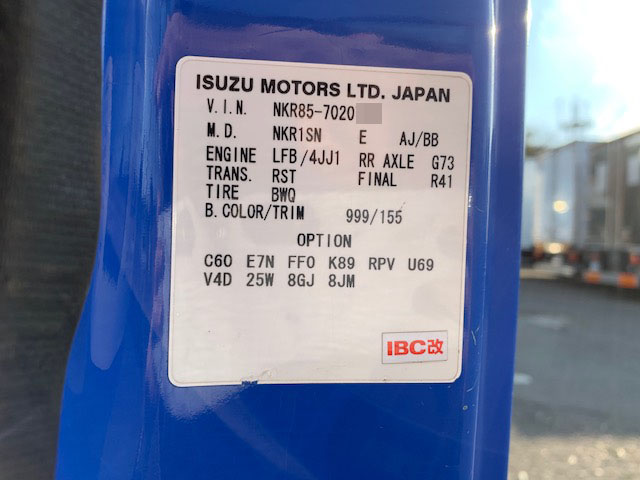 ISUZU MOTORS LTD. JAPAN
V.I.N. NKR85-7020
M.D. NKR1SN E AJ/BB
ENGINE LFB/4JJ1 RR AXLE G73
TRANS. RST FINAL R41
TIRE BWQ
B.COLOR/TRIM 999/155
OPTION
C60 E7N FF0 K89 RPV U69
V4D 25W 8GJ 8JM
IBC改